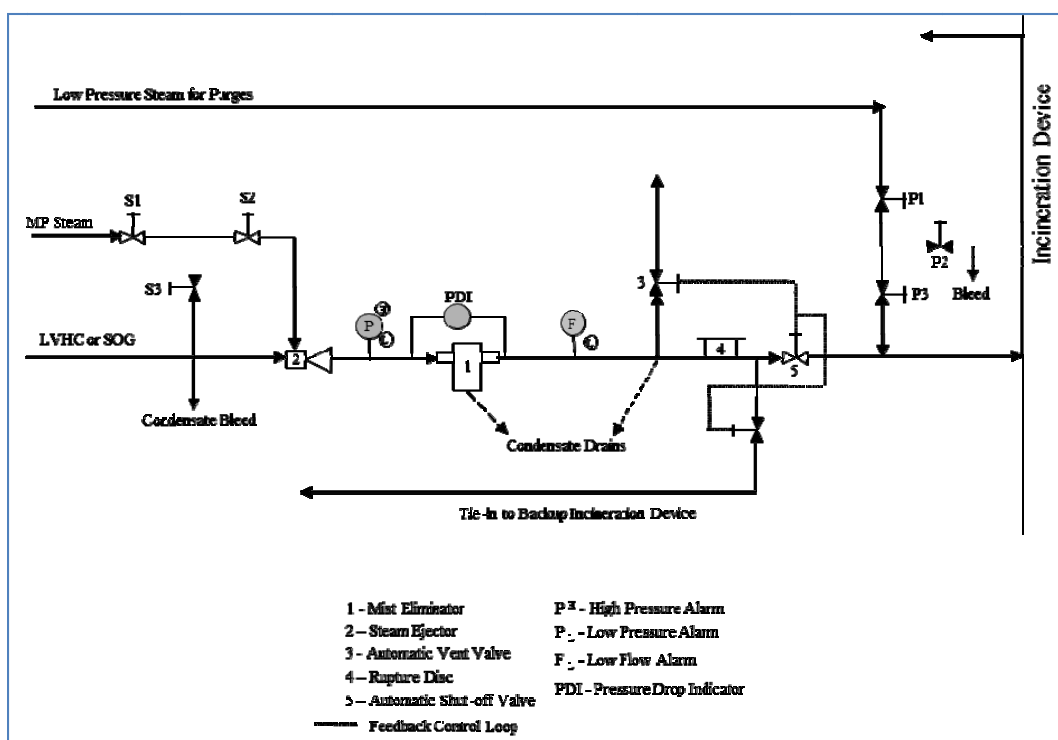 Low Pressure Steam for Purges
Incineration Device
S1
S2
P1
MP Steam
P2
S3
PDI
3
P3
Bleed
P
H
L
F
L
LVHC or SOG
2
1
4
5
Condensate Bleed
Condensate Drains
Tie-in to Backup Incineration Device
1 - Mist Eliminator
2 – Steam Ejector
3 - Automatic Vent Valve
4 – Rapture Disc
5 – Automatic Shut-off Valve
Feedback Control Loop
P H - High Pressure Alarm
P L - Low Pressure Alarm
F L - Low Flow Alarm
PDI - Pressure Drop Indicator